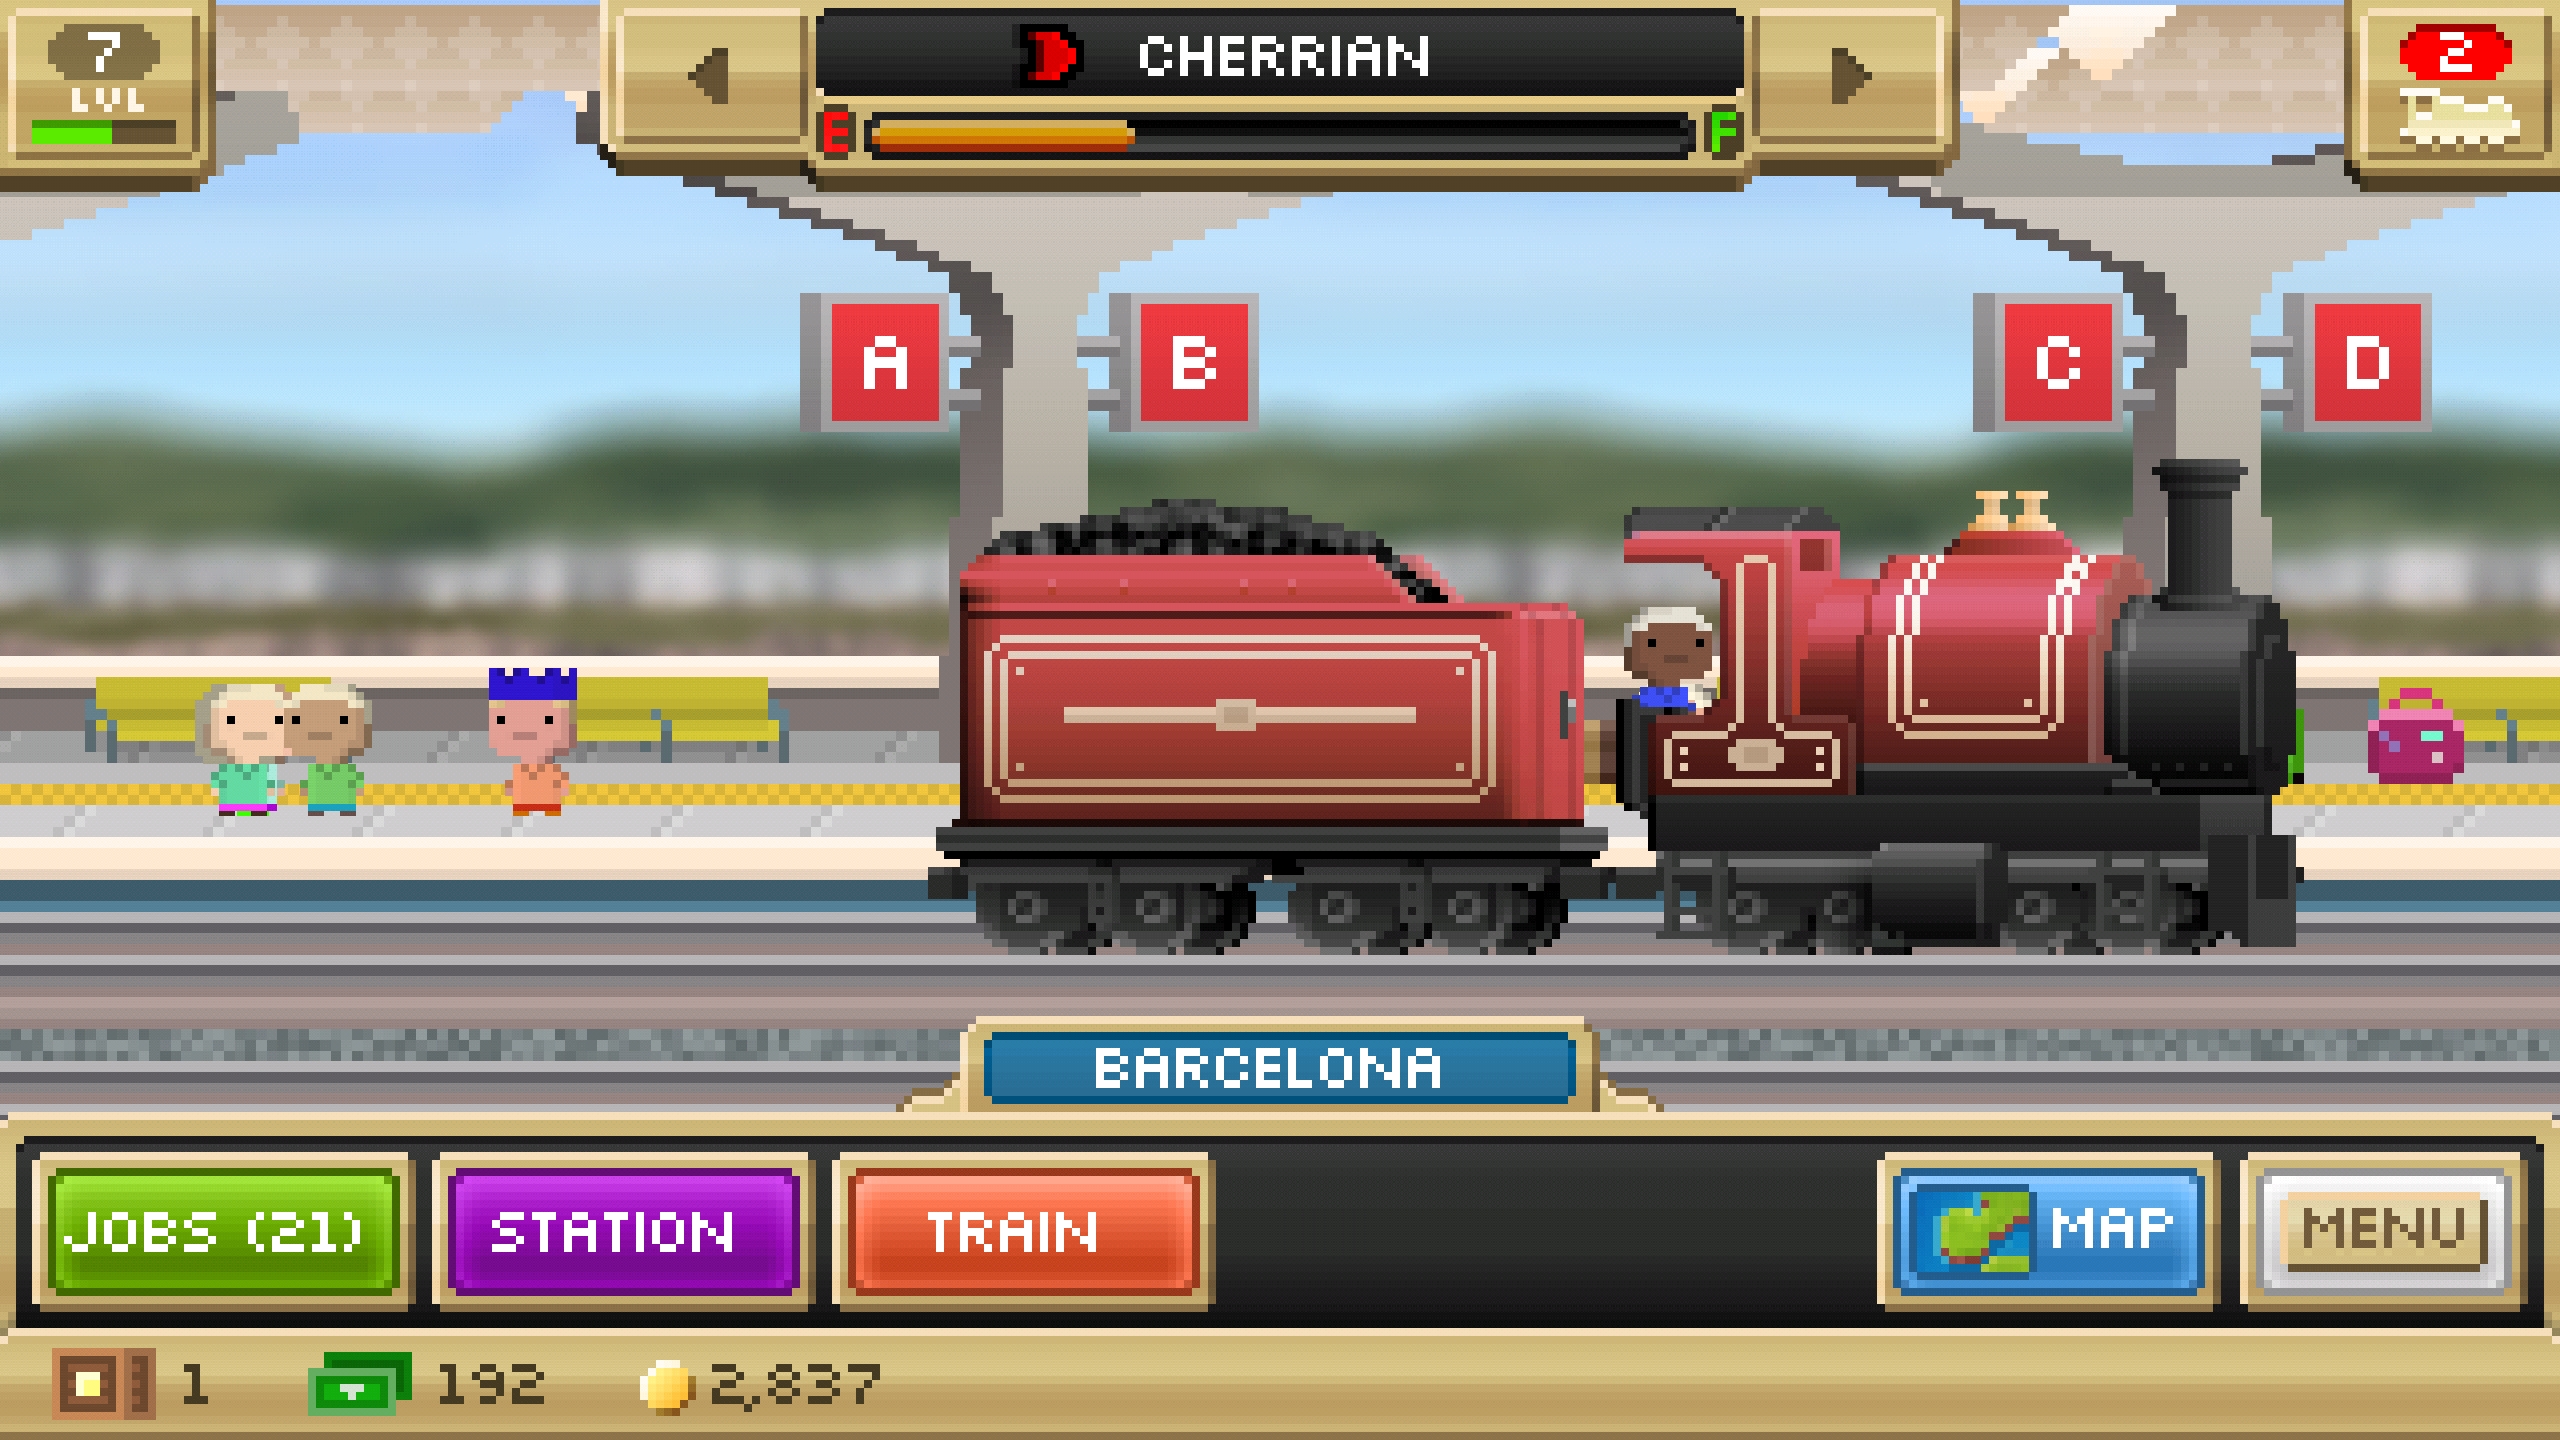 7
LVL
CHERRIAN
2
E F
A B C D
BARCELONA
JOBS (21) STATION TRAIN MAP MENU
1 192 2,837